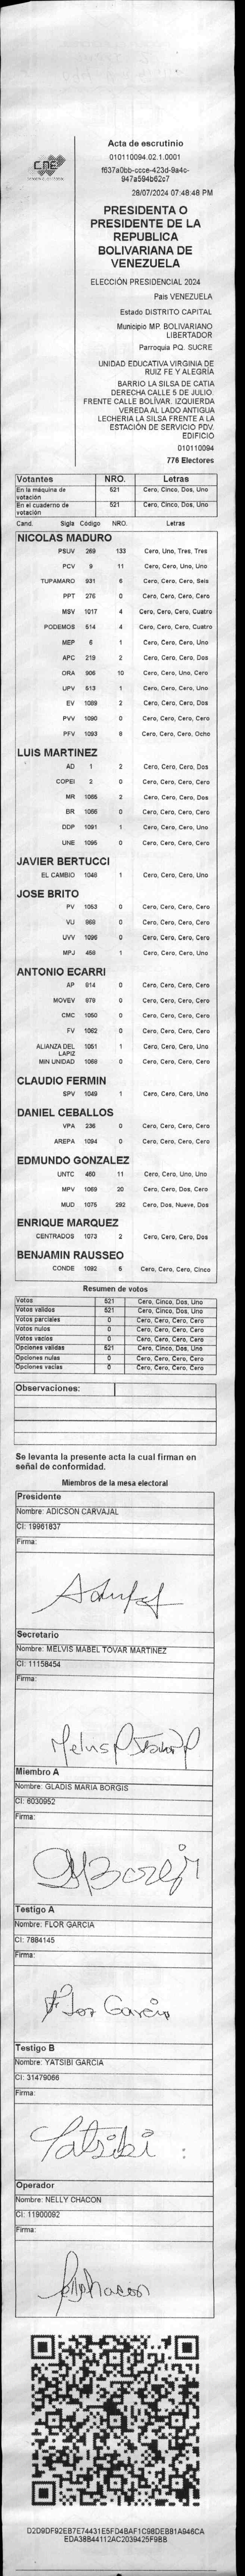 CNE
Acta de escrutinio
010110094.02.1.0001
f637a0bb-ccce-423d-9a4c-
947a594b62c7
28/07/2024 07:48:48 PM
PRESIDENTA O
PRESIDENTE DE LA
REPUBLICA
BOLIVARIANA DE
VENEZUELA
ELECCIÓN PRESIDENCIAL 2024
Pais VENEZUELA
Estado DISTRITO CAPITAL
Municipio MP. BOLIVARIANO
LIBERTADOR
Parroquia PQ. SUCRE
UNIDAD EDUCATIVA VIRGINIA DE
RUIZ FE Y ALEGRÍA
BARRIO LA SILSA DE CATIA
DERECHA CALLE 5 DE JULIO.
FRENTE CALLE BOLÍVAR. IZQUIERDA
VEREDA AL LADO ANTIGUA
LECHERIA LA SILSA FRENTE A LA
ESTACIÓN DE SERVICIO PDV.
EDIFICIO
010110094
776 Electores
Votantes NRO. Letras
En la máquina de votación 521 Cero, Cinco, Dos, Uno
En el cuaderno de votación 521 Cero, Cinco, Dos, Uno
Cand. Sigla Código NRO. Letras
NICOLAS MADURO
PSUV 269 133 Cero, Uno, Tres, Tres
PCV 9 11 Cero, Cero, Uno, Uno
TUPAMARO 931 6 Cero, Cero, Cero, Seis
PPT 276 0 Cero, Cero, Cero, Cero
MSV 1017 4 Cero, Cero, Cero, Cuatro
PODEMOS 514 4 Cero, Cero, Cero, Cuatro
MEP 6 1 Cero, Cero, Cero, Uno
APC 219 2 Cero, Cero, Cero, Dos
ORA 906 10 Cero, Cero, Uno, Cero
UPV 513 1 Cero, Cero, Cero, Uno
EV 1089 2 Cero, Cero, Cero, Dos
PVV 1090 0 Cero, Cero, Cero, Cero
PFV 1093 8 Cero, Cero, Cero, Ocho
LUIS MARTINEZ
AD 1 2 Cero, Cero, Cero, Dos
COPEI 2 0 Cero, Cero, Cero, Cero
MR 1065 2 Cero, Cero, Cero, Dos
BR 1066 0 Cero, Cero, Cero, Cero
DDP 1091 1 Cero, Cero, Cero, Uno
UNE 1095 0 Cero, Cero, Cero, Cero
JAVIER BERTUCCI
EL CAMBIO 1048 1 Cero, Cero, Cero, Uno
JOSE BRITO
PV 1053 0 Cero, Cero, Cero, Cero
VU 968 0 Cero, Cero, Cero, Cero
UVV 1096 0 Cero, Cero, Cero, Cero
MPJ 458 1 Cero, Cero, Cero, Uno
ANTONIO ECARRI
AP 814 0 Cero, Cero, Cero, Cero
MOVEV 979 0 Cero, Cero, Cero, Cero
CMC 1050 0 Cero, Cero, Cero, Cero
FV 1062 0 Cero, Cero, Cero, Cero
ALIANZA DEL LAPIZ 1051 1 Cero, Cero, Cero, Uno
MIN UNIDAD 1068 0 Cero, Cero, Cero, Cero
CLAUDIO FERMIN
SPV 1049 1 Cero, Cero, Cero, Uno
DANIEL CEBALLOS
VPA 236 0 Cero, Cero, Cero, Cero
AREPA 1094 0 Cero, Cero, Cero, Cero
EDMUNDO GONZALEZ
UNTC 460 11 Cero, Cero, Uno, Uno
MPV 1069 20 Cero, Cero, Dos, Cero
MUD 1075 292 Cero, Dos, Nueve, Dos
ENRIQUE MARQUEZ
CENTRADOS 1073 2 Cero, Cero, Cero, Dos
BENJAMIN RAUSSEO
CONDE 1092 5 Cero, Cero, Cero, Cinco
Resumen de votos
Votos 521 Cero, Cinco, Dos, Uno
Votos validos 521 Cero, Cinco, Dos, Uno
Votos parciales 0 Cero, Cero, Cero, Cero
Votos nulos 0 Cero, Cero, Cero, Cero
Votos vacios 0 Cero, Cero, Cero, Cero
Opciones validas 521 Cero, Cinco, Dos, Uno
Opciones nulas 0 Cero, Cero, Cero, Cero
Opciones vacias 0 Cero, Cero, Cero, Cero
Observaciones:
Se levanta la presente acta la cual firman en
señal de conformidad.
Miembros de la mesa electoral
Presidente
Nombre: ADICSON CARVAJAL
CI: 19961837
Firma:
Secretario
Nombre: MELVIS MABEL TOVAR MARTINEZ
CI: 11158454
Firma:
Miembro A
Nombre: GLADIS MARIA BORGIS
CI: 6030952
Firma:
Testigo A
Nombre: FLOR GARCIA
CI: 7884145
Firma:
Flor Garcia
Testigo B
Nombre: YATSIBI GARCIA
CI: 31479066
Firma:
Yatsibi
Operador
Nombre: NELLY CHACON
CI: 11900092
Firma:
D2D9DF92EB7E74431E5FD4BAF1C98DEB81A946CA
EDA38B44112AC2039425F9BB